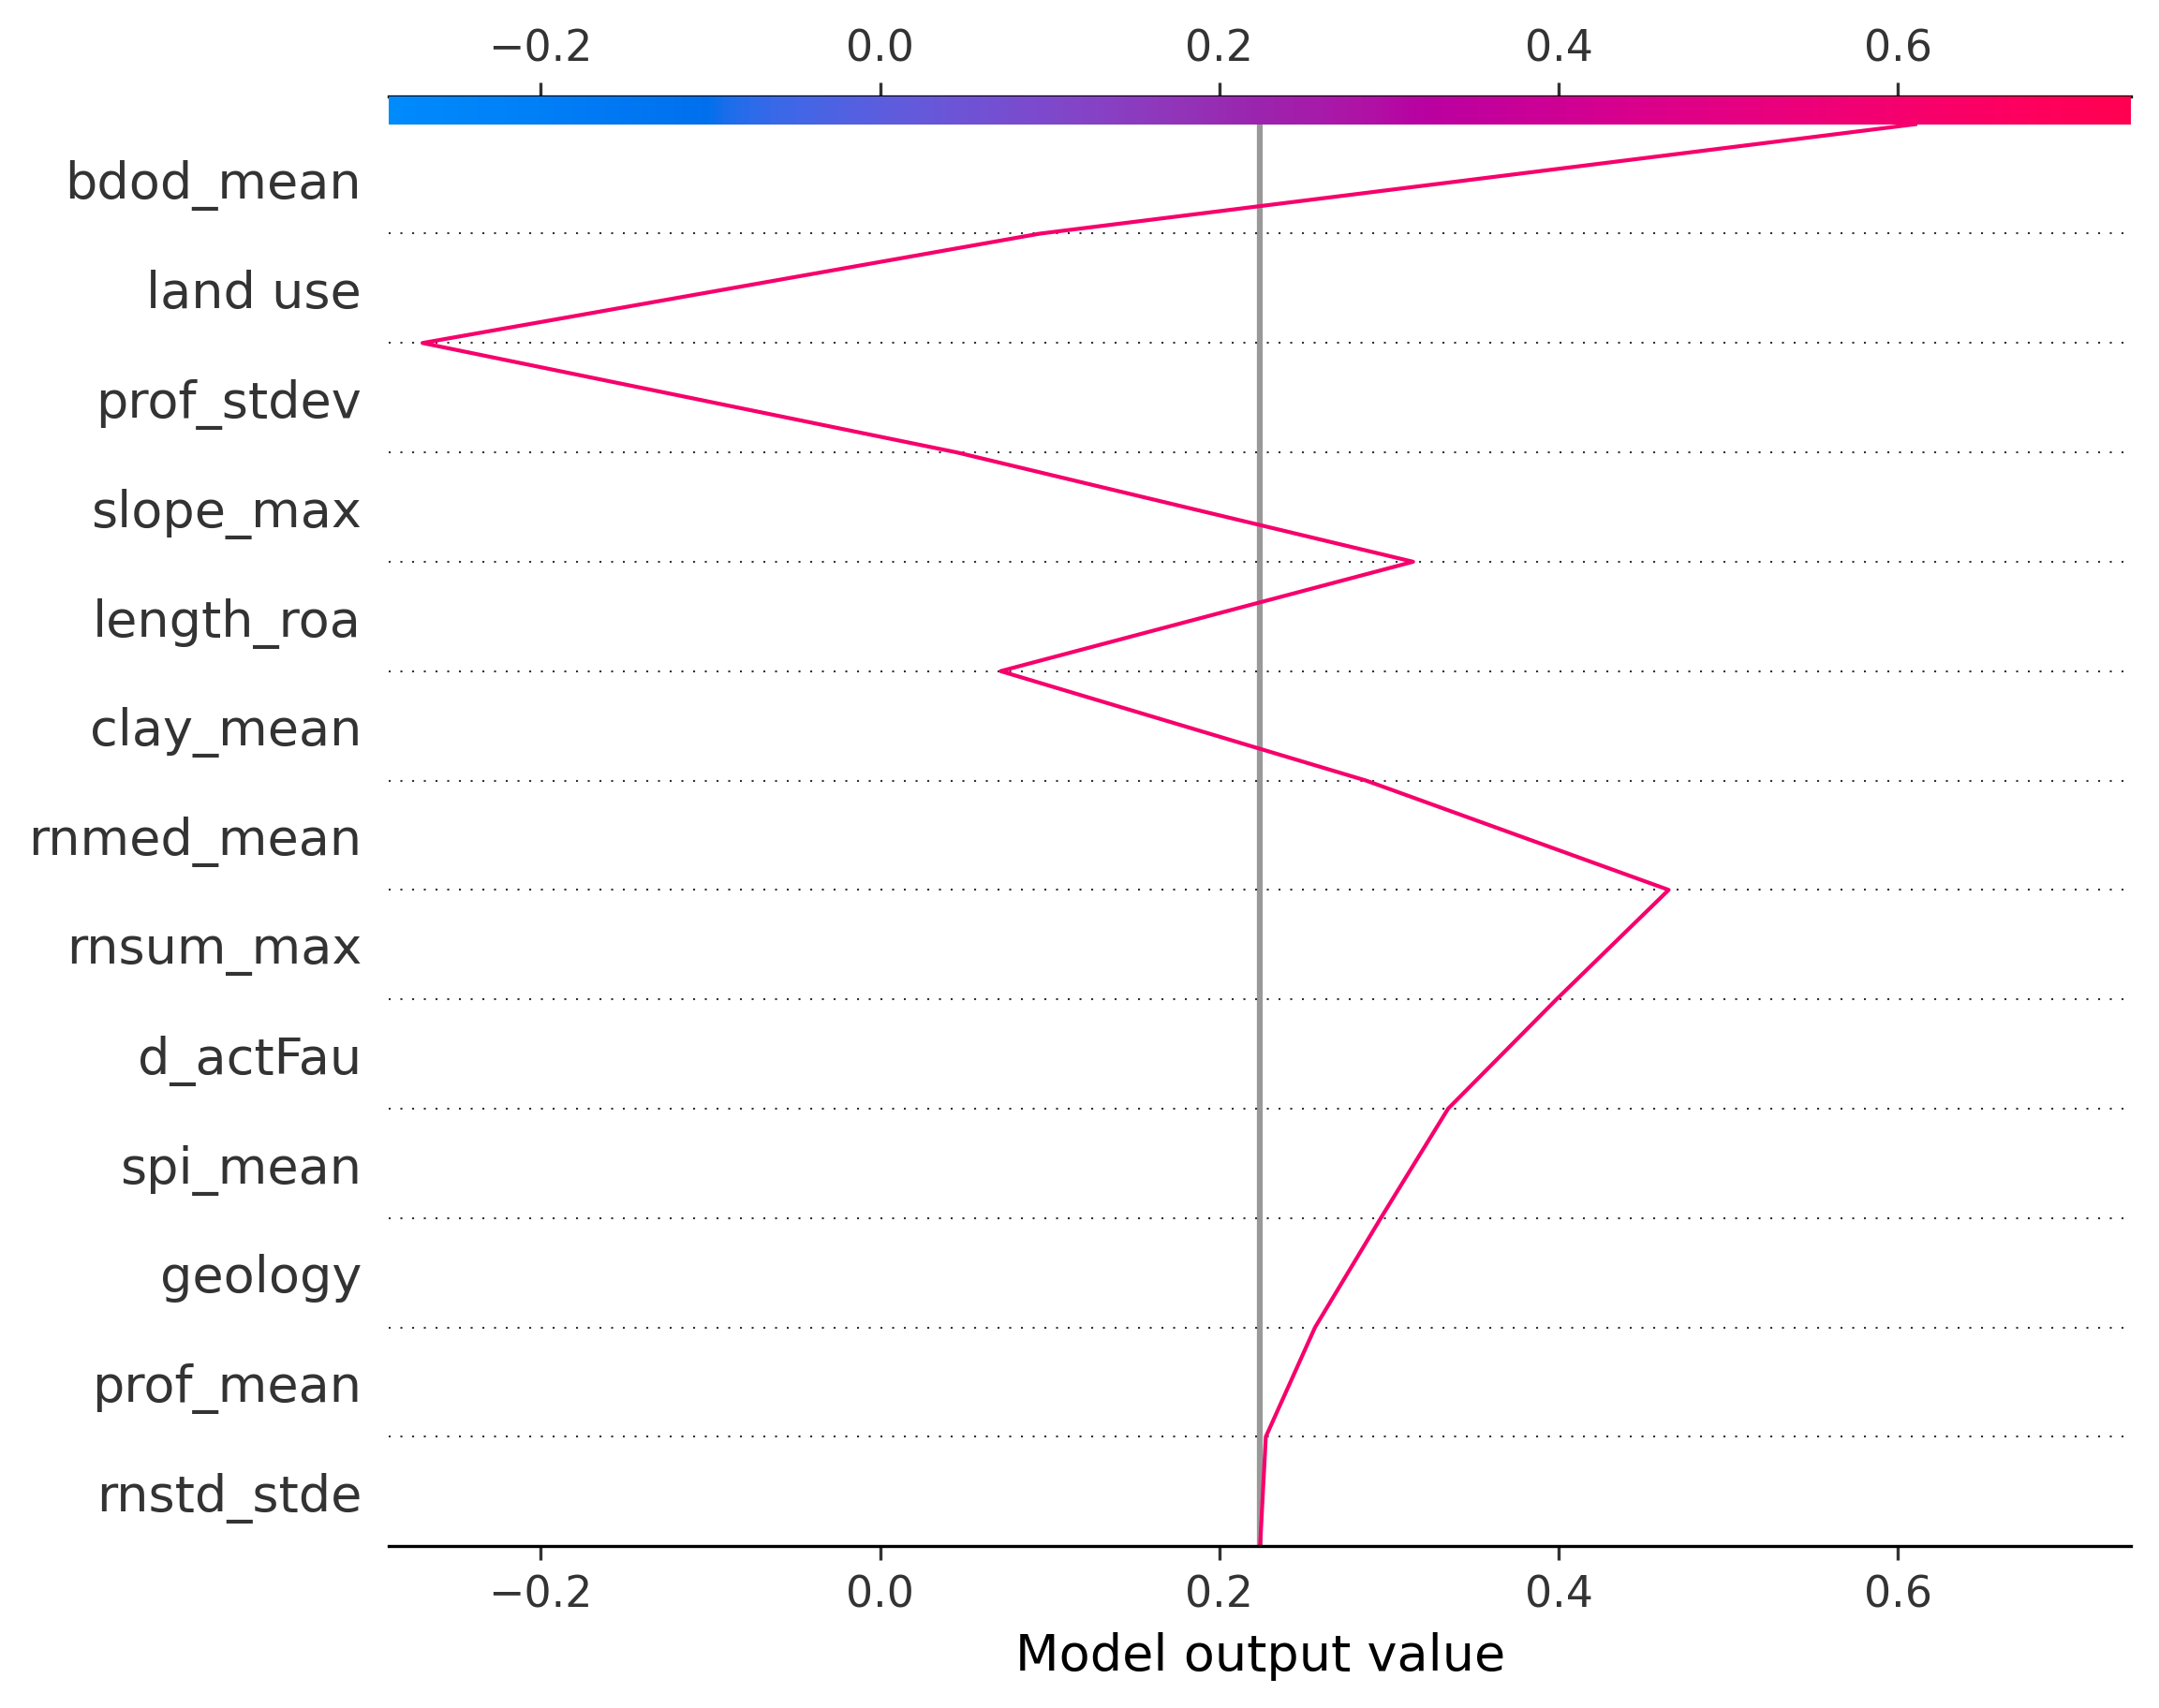 −0.2 0.0 0.2 0.4 0.6
bdod_mean
land use
prof_stdev
slope_max
length_roa
clay_mean
rnmed_mean
rnsum_max
d_actFau
spi_mean
geology
prof_mean
rnstd_stde
−0.2 0.0 0.2 0.4 0.6
Model output value